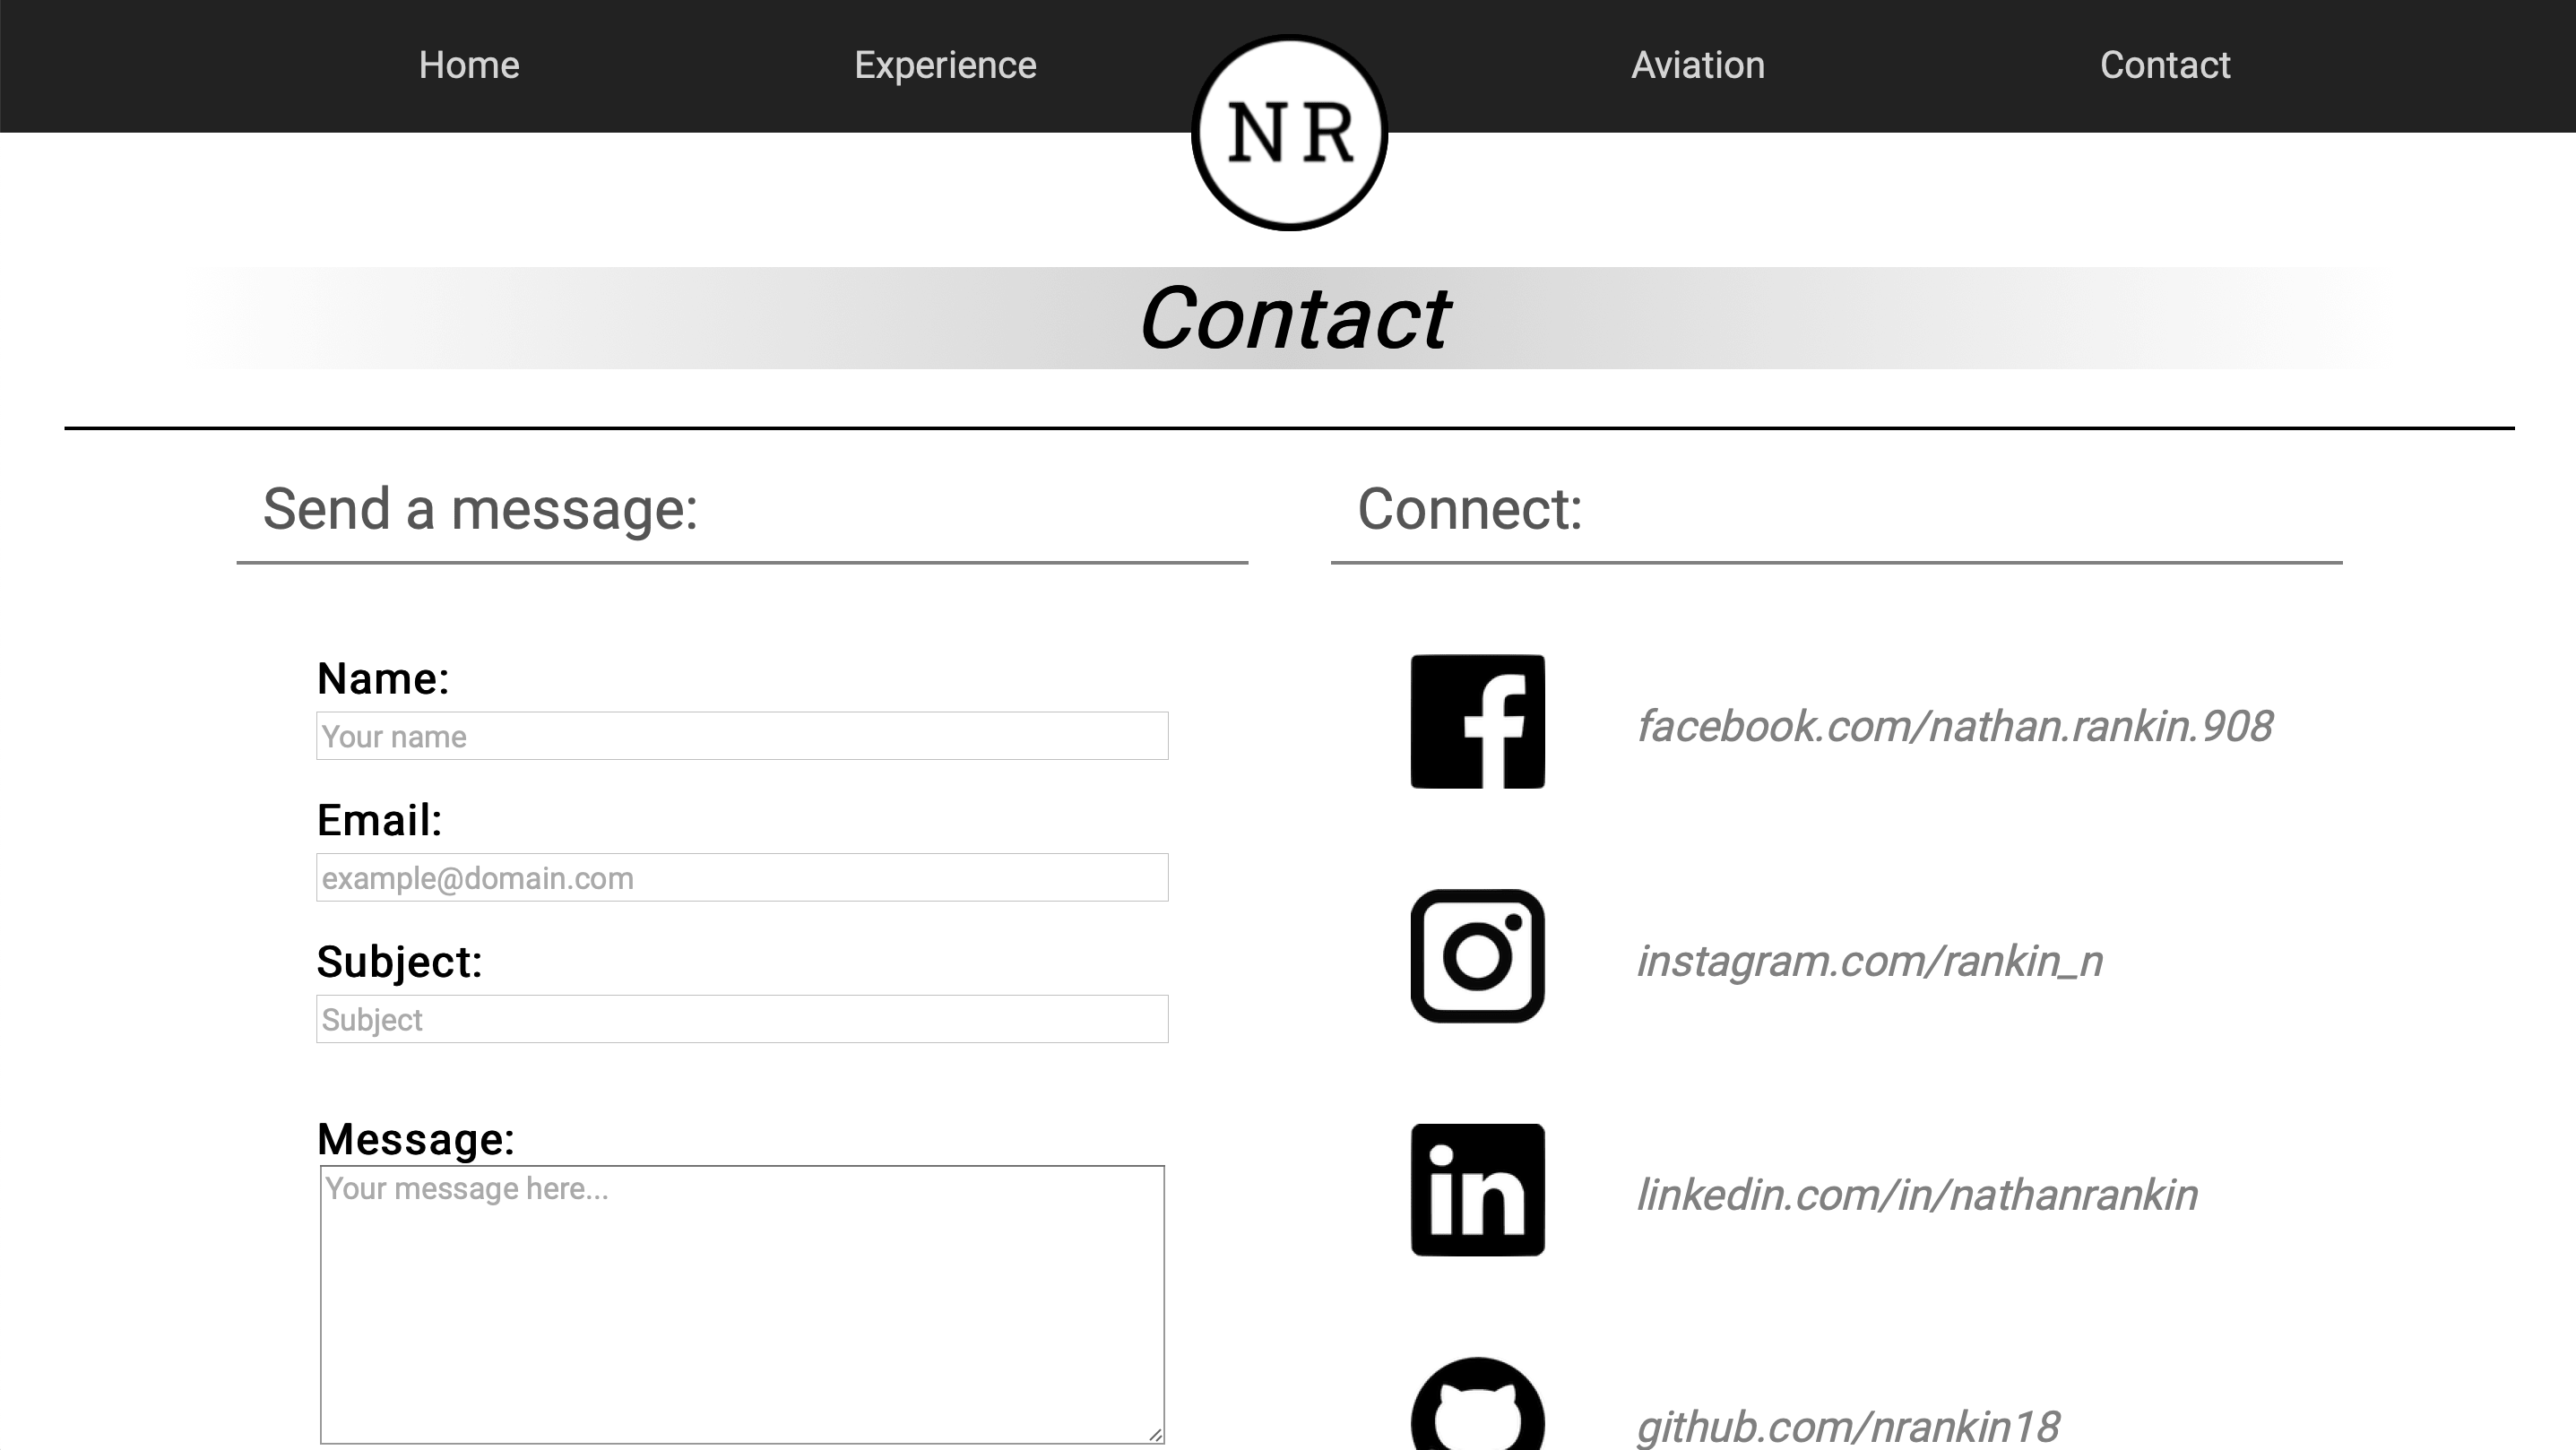 Home Experience Aviation Contact
NR
Contact
Send a message:
Name:
Your name
Email:
example@domain.com
Subject:
Subject
Message:
Your message here...
Connect:
facebook.com/nathan.rankin.908
instagram.com/rankin_n
in linkedin.com/in/nathanrankin
github.com/nrankin18